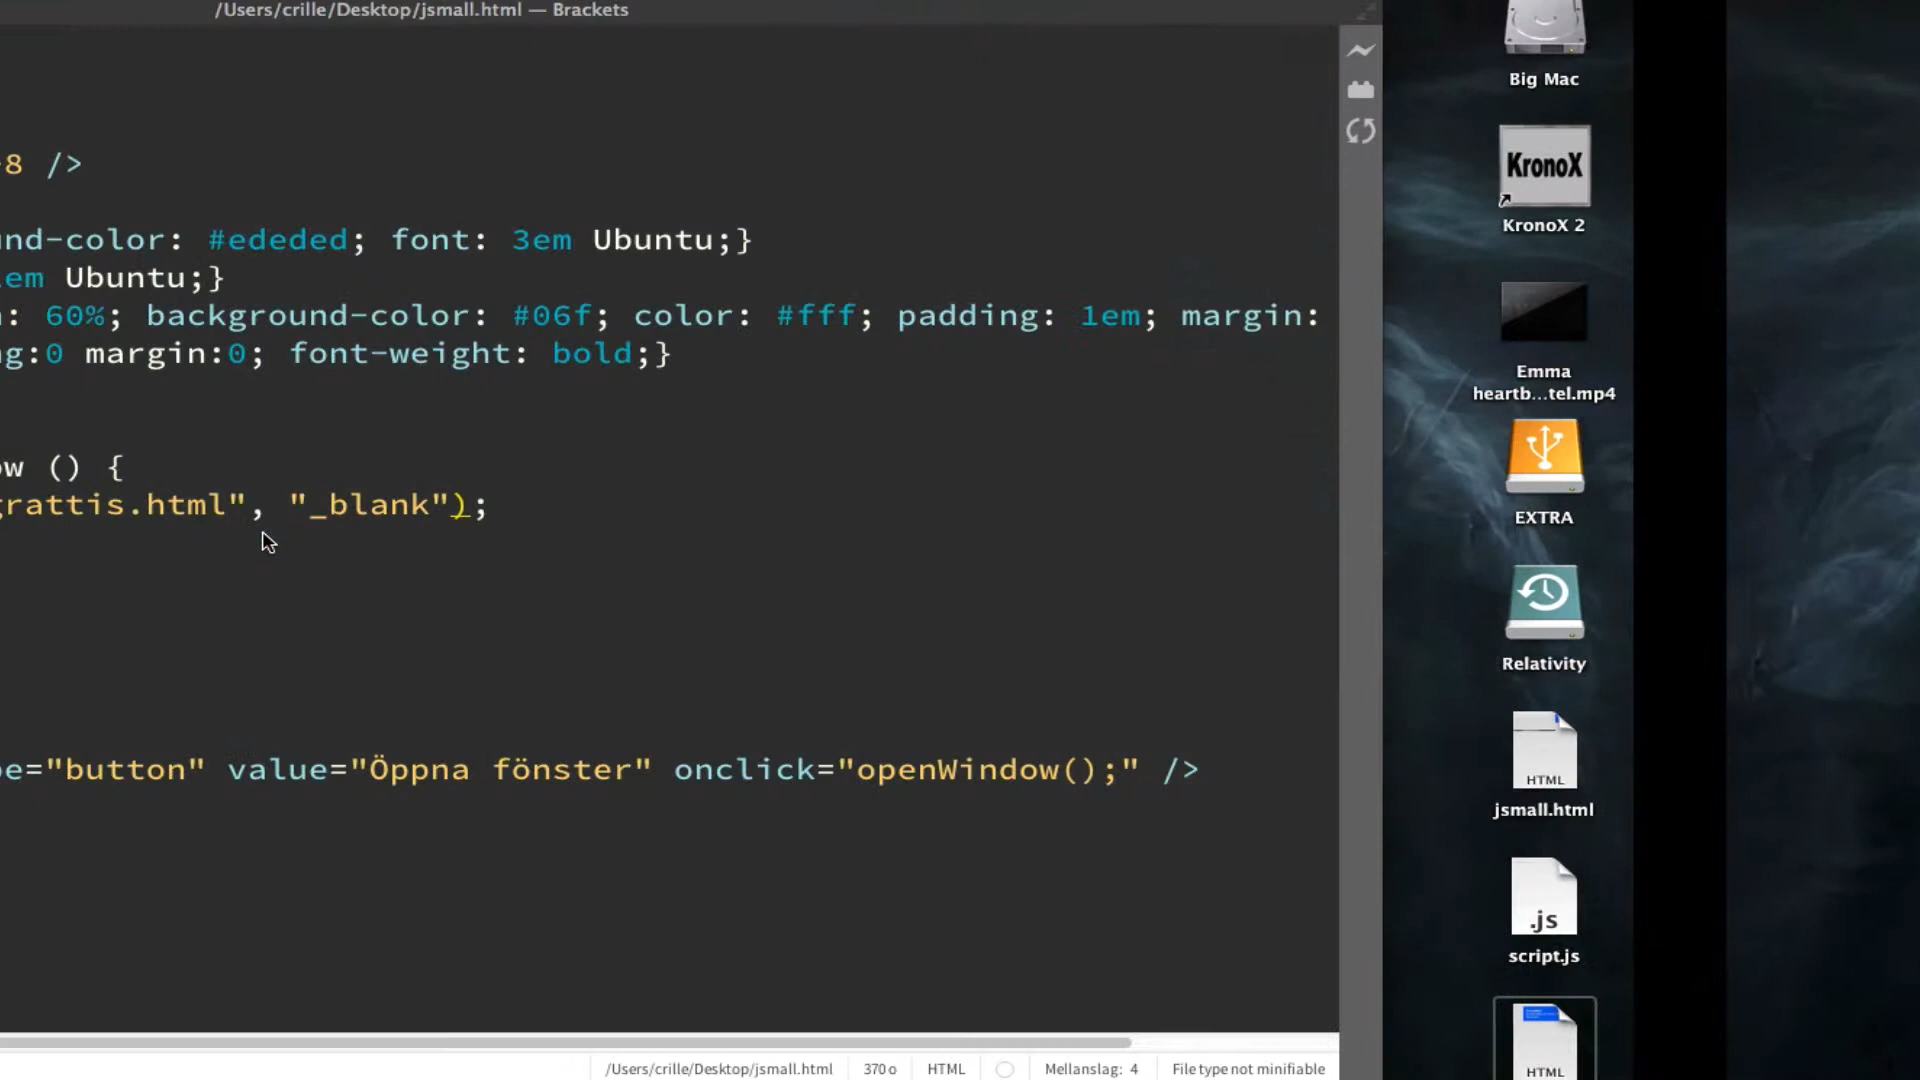 /Users/crille/Desktop/jsmall.html — Brackets
8 />
nd-color: #ededed; font: 3em Ubuntu;}
em Ubuntu;}
: 60%; background-color: #06f; color: #fff; padding: 1em; margin:
g:0 margin:0; font-weight: bold;}
ow () {
grattis.html", "_blank");
pe="button" value="Öppna fönster" onclick="openWindow();" />
/Users/crille/Desktop/jsmall.html 370 o HTML Mellanslag: 4 File type not minifiable
Big Mac
KronoX
KronoX 2
Emma
heartb...tel.mp4
EXTRA
Relativity
HTML
jsmall.html
.js
script.js
HTML